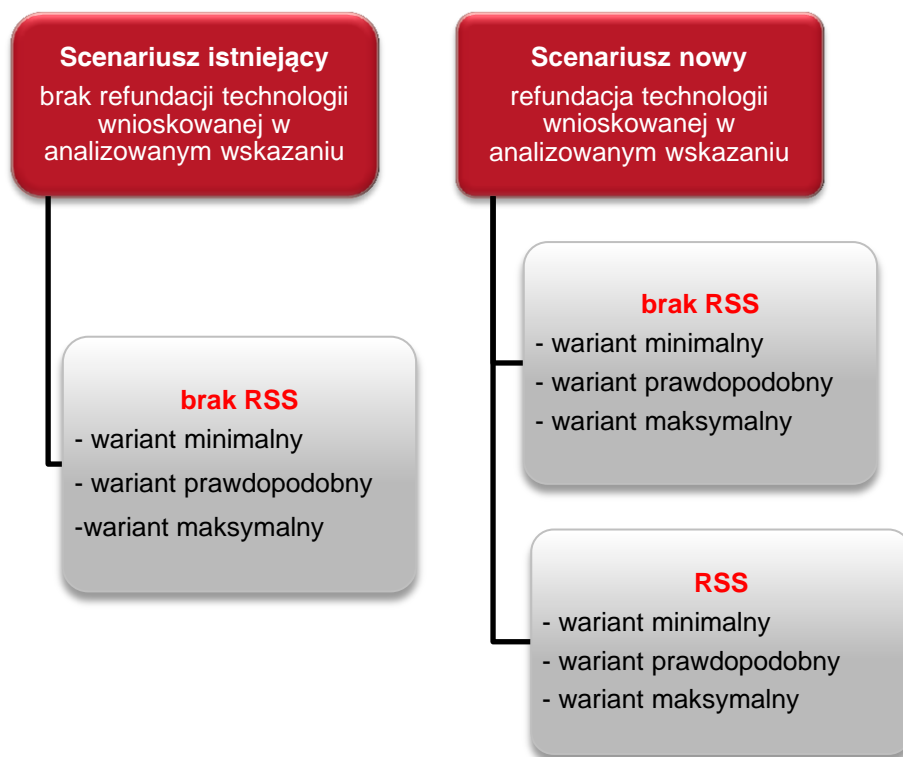 Scenariusz istniejący
brak refundacji technologii
wnioskowanej w
analizowanym wskazaniu
brak RSS
- wariant minimalny
- wariant prawdopodobny
-wariant maksymalny
Scenariusz nowy
refundacja technologii
wnioskowanej w
analizowanym wskazaniu
brak RSS
- wariant minimalny
- wariant prawdopodobny
- wariant maksymalny
RSS
- wariant minimalny
- wariant prawdopodobny
- wariant maksymalny